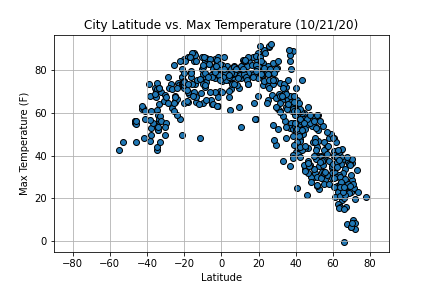 City Latitude vs. Max Temperature (10/21/20)
Max Temperature (F)
80
60
40
20
0
−80 −60 −40 −20 0 20 40 60 80
Latitude